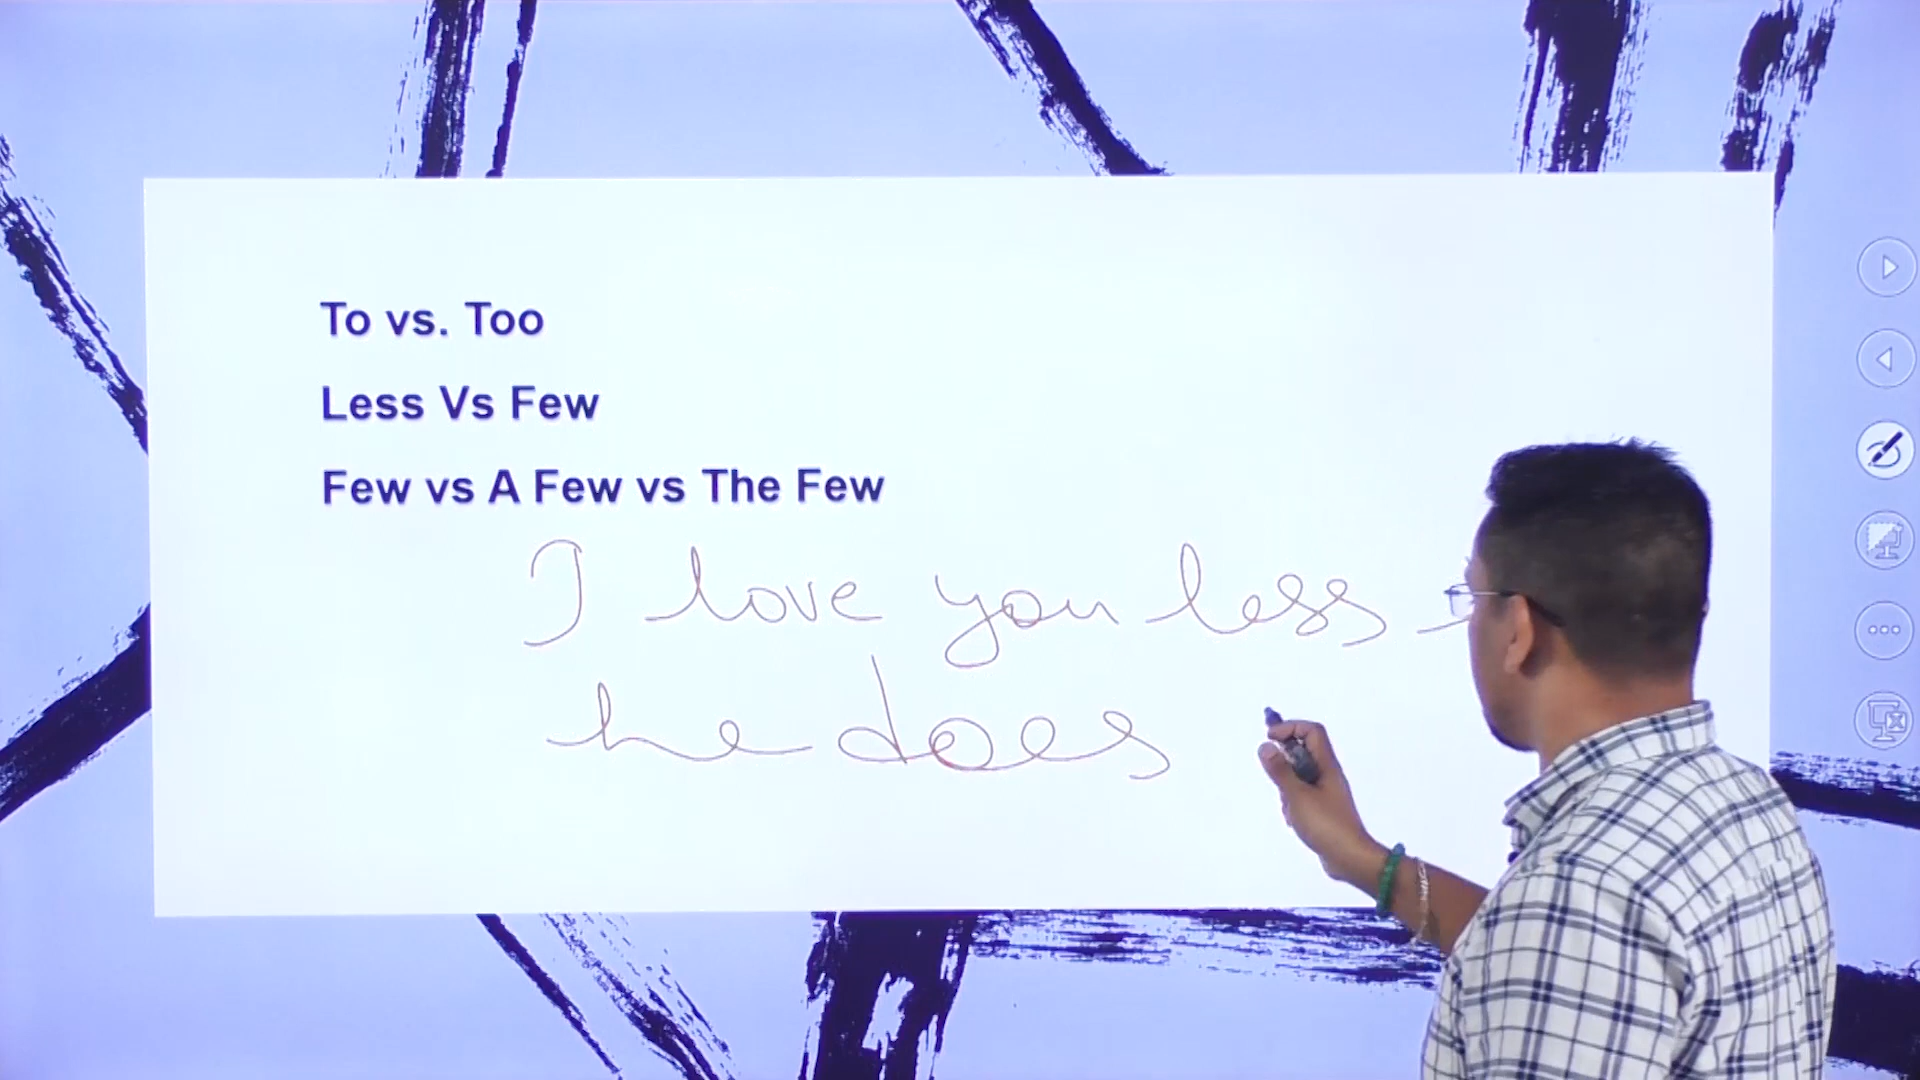 To vs. Too
Less Vs Few
Few vs A Few vs The Few
I love you less
he does